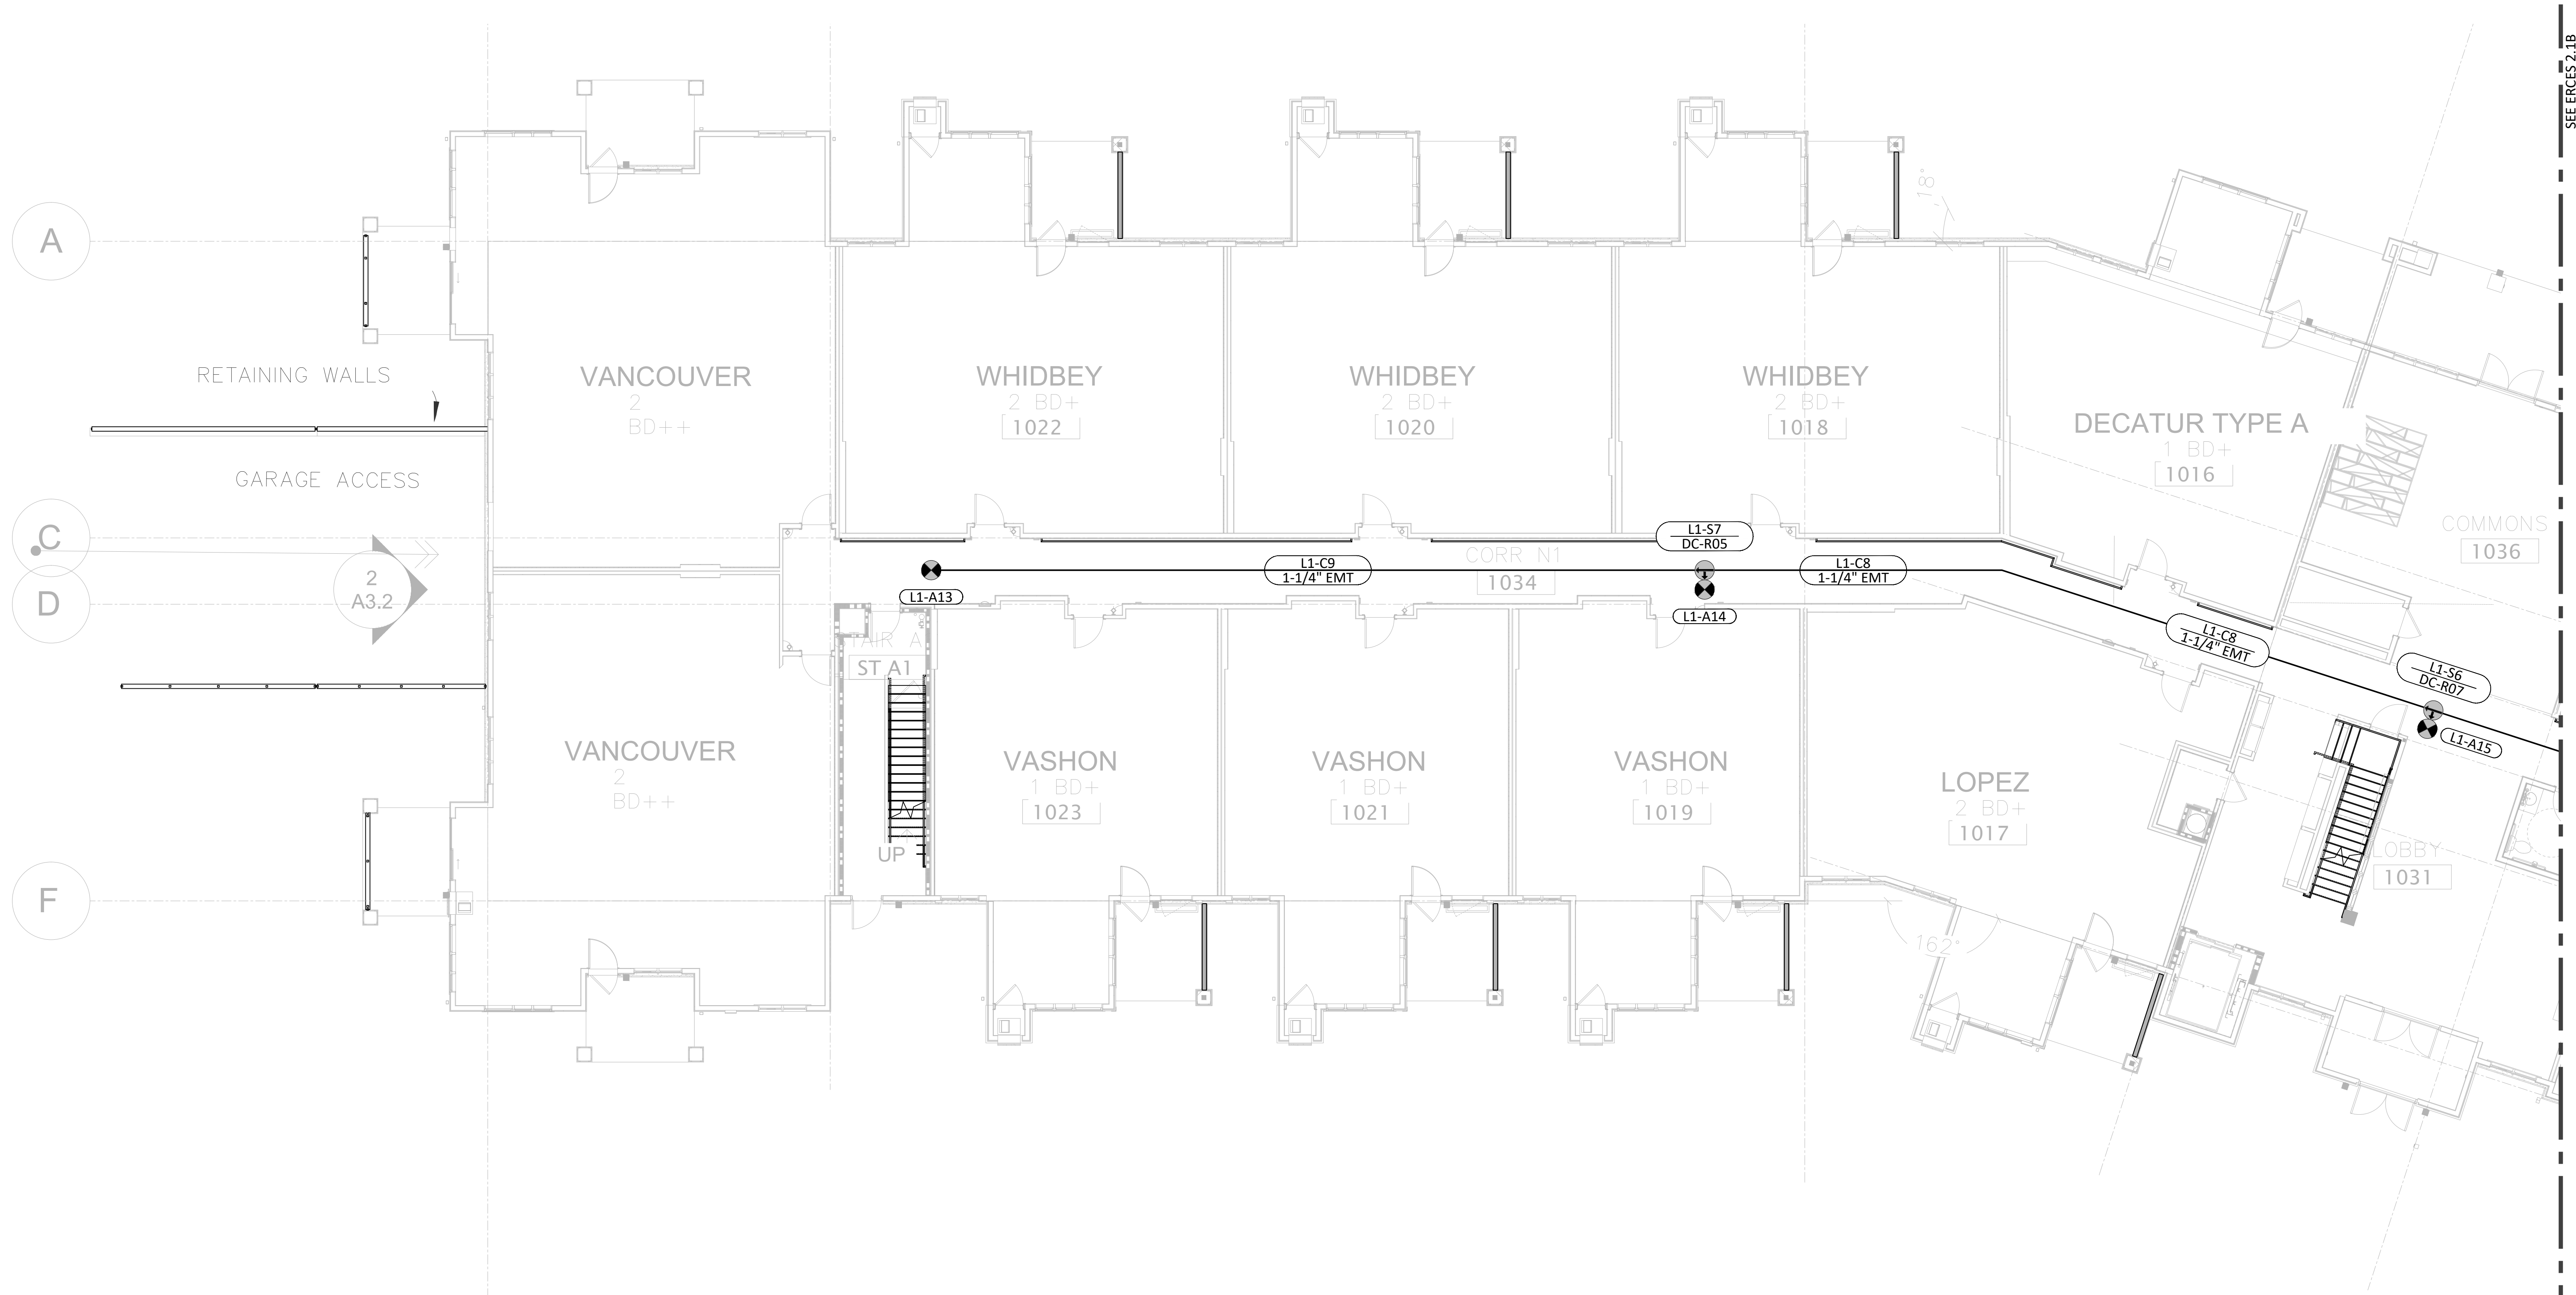 SEE ERCES 2.1B
18°
A
RETAINING WALLS
VANCOUVER
2
BD++
WHIDBEY
2 BD+
1022
WHIDBEY
2 BD+
1020
WHIDBEY
2 BD+
1018
DECATUR TYPE A
1 BD+
1016
GARAGE ACCESS
C
COMMONS
1036
L1-S7
DC-R05
CORR N1
1034
L1-C9
1-1/4" EMT
L1-C8
1-1/4" EMT
2
A3.2
D
L1-A13
L1-A14
L1-C8
1-1/4" EMT
L1-S6
DC-R07
L1-A15
ST A1
VANCOUVER
2
BD++
VASHON
1 BD+
1023
VASHON
1 BD+
1021
VASHON
1 BD+
1019
LOPEZ
2 BD+
1017
UP
LOBBY
1031
F
162°